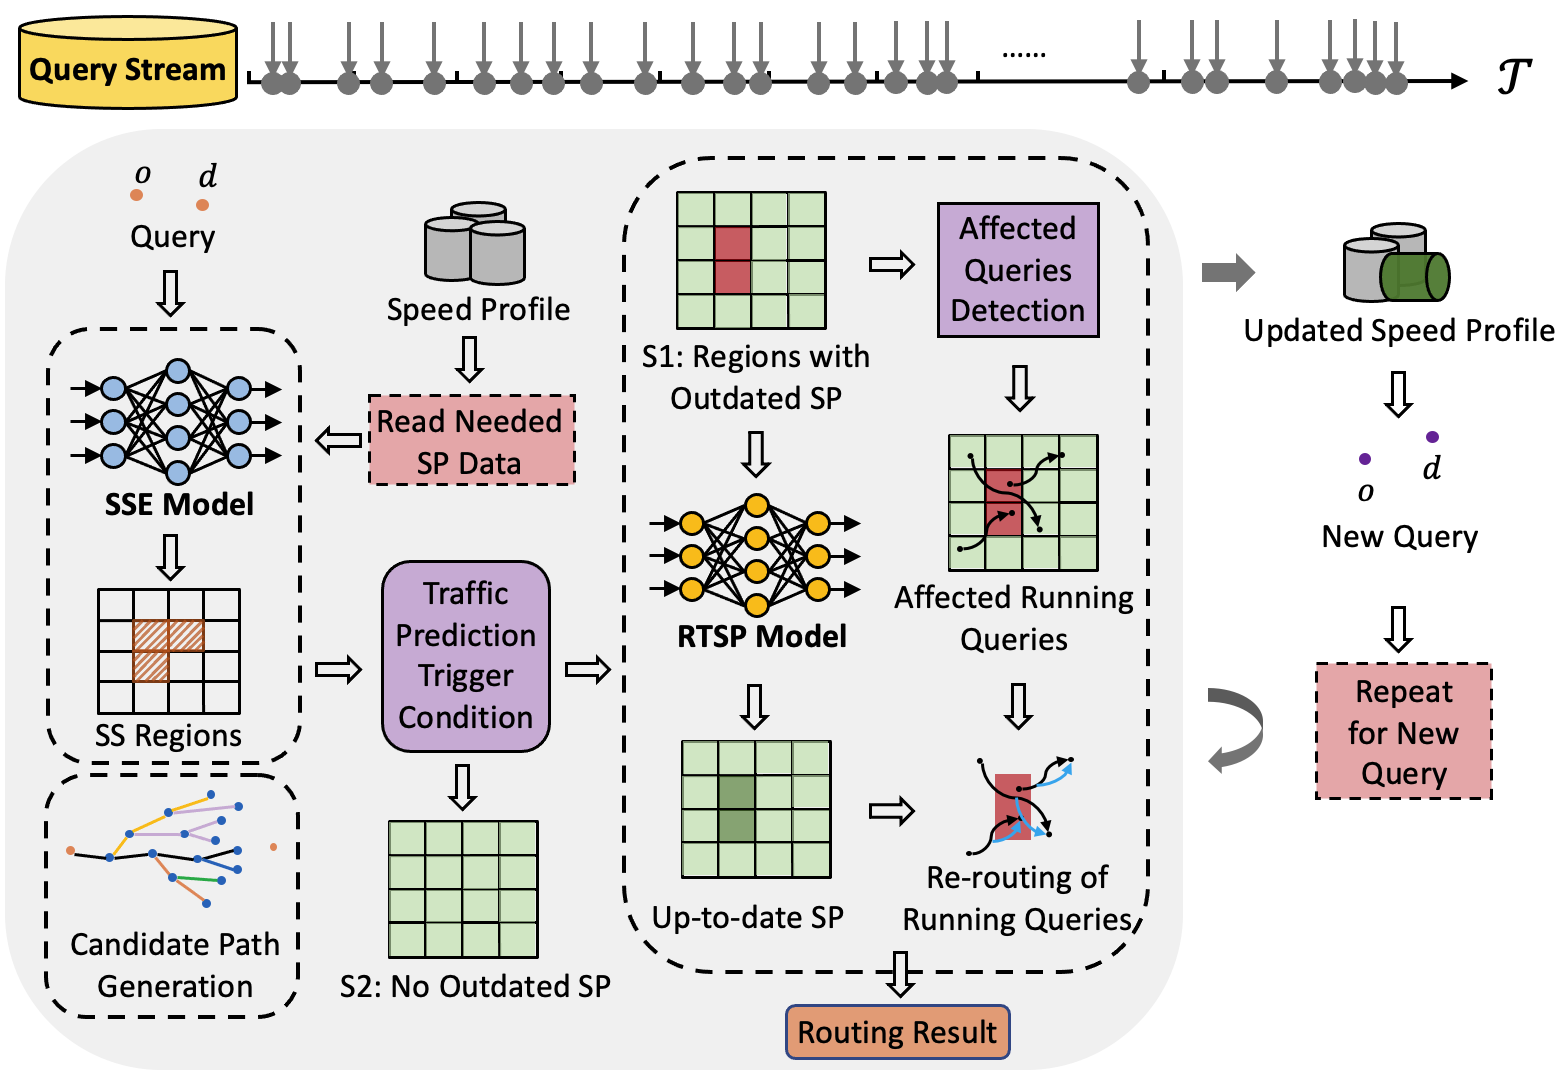 Query Stream
......
𝒯
o
d
Query
Speed Profile
Read Needed
SP Data
SSE Model
SS Regions
Candidate Path
Generation
Traffic
Prediction
Trigger
Condition
S2: No Outdated SP
S1: Regions with
Outdated SP
RTSP Model
Up-to-date SP
Affected
Queries
Detection
Affected Running
Queries
Re-routing of
Running Queries
Routing Result
Updated Speed Profile
d
o
New Query
Repeat
for New
Query